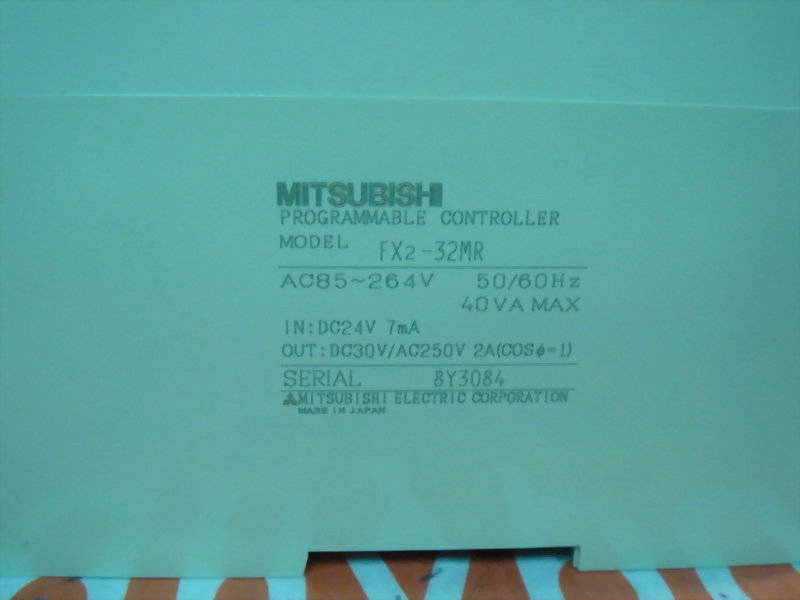 MITSUBISHI
PROGRAMMABLE CONTROLLER
MODEL FX2-32MR
AC85~264V 50/60Hz
40VA MAX
IN:DC24V 7mA
OUT:DC30V/AC250V 2A(COSϕ=1)
SERIAL 8Y3084
MITSUBISHI ELECTRIC CORPORATION
MADE IN JAPAN